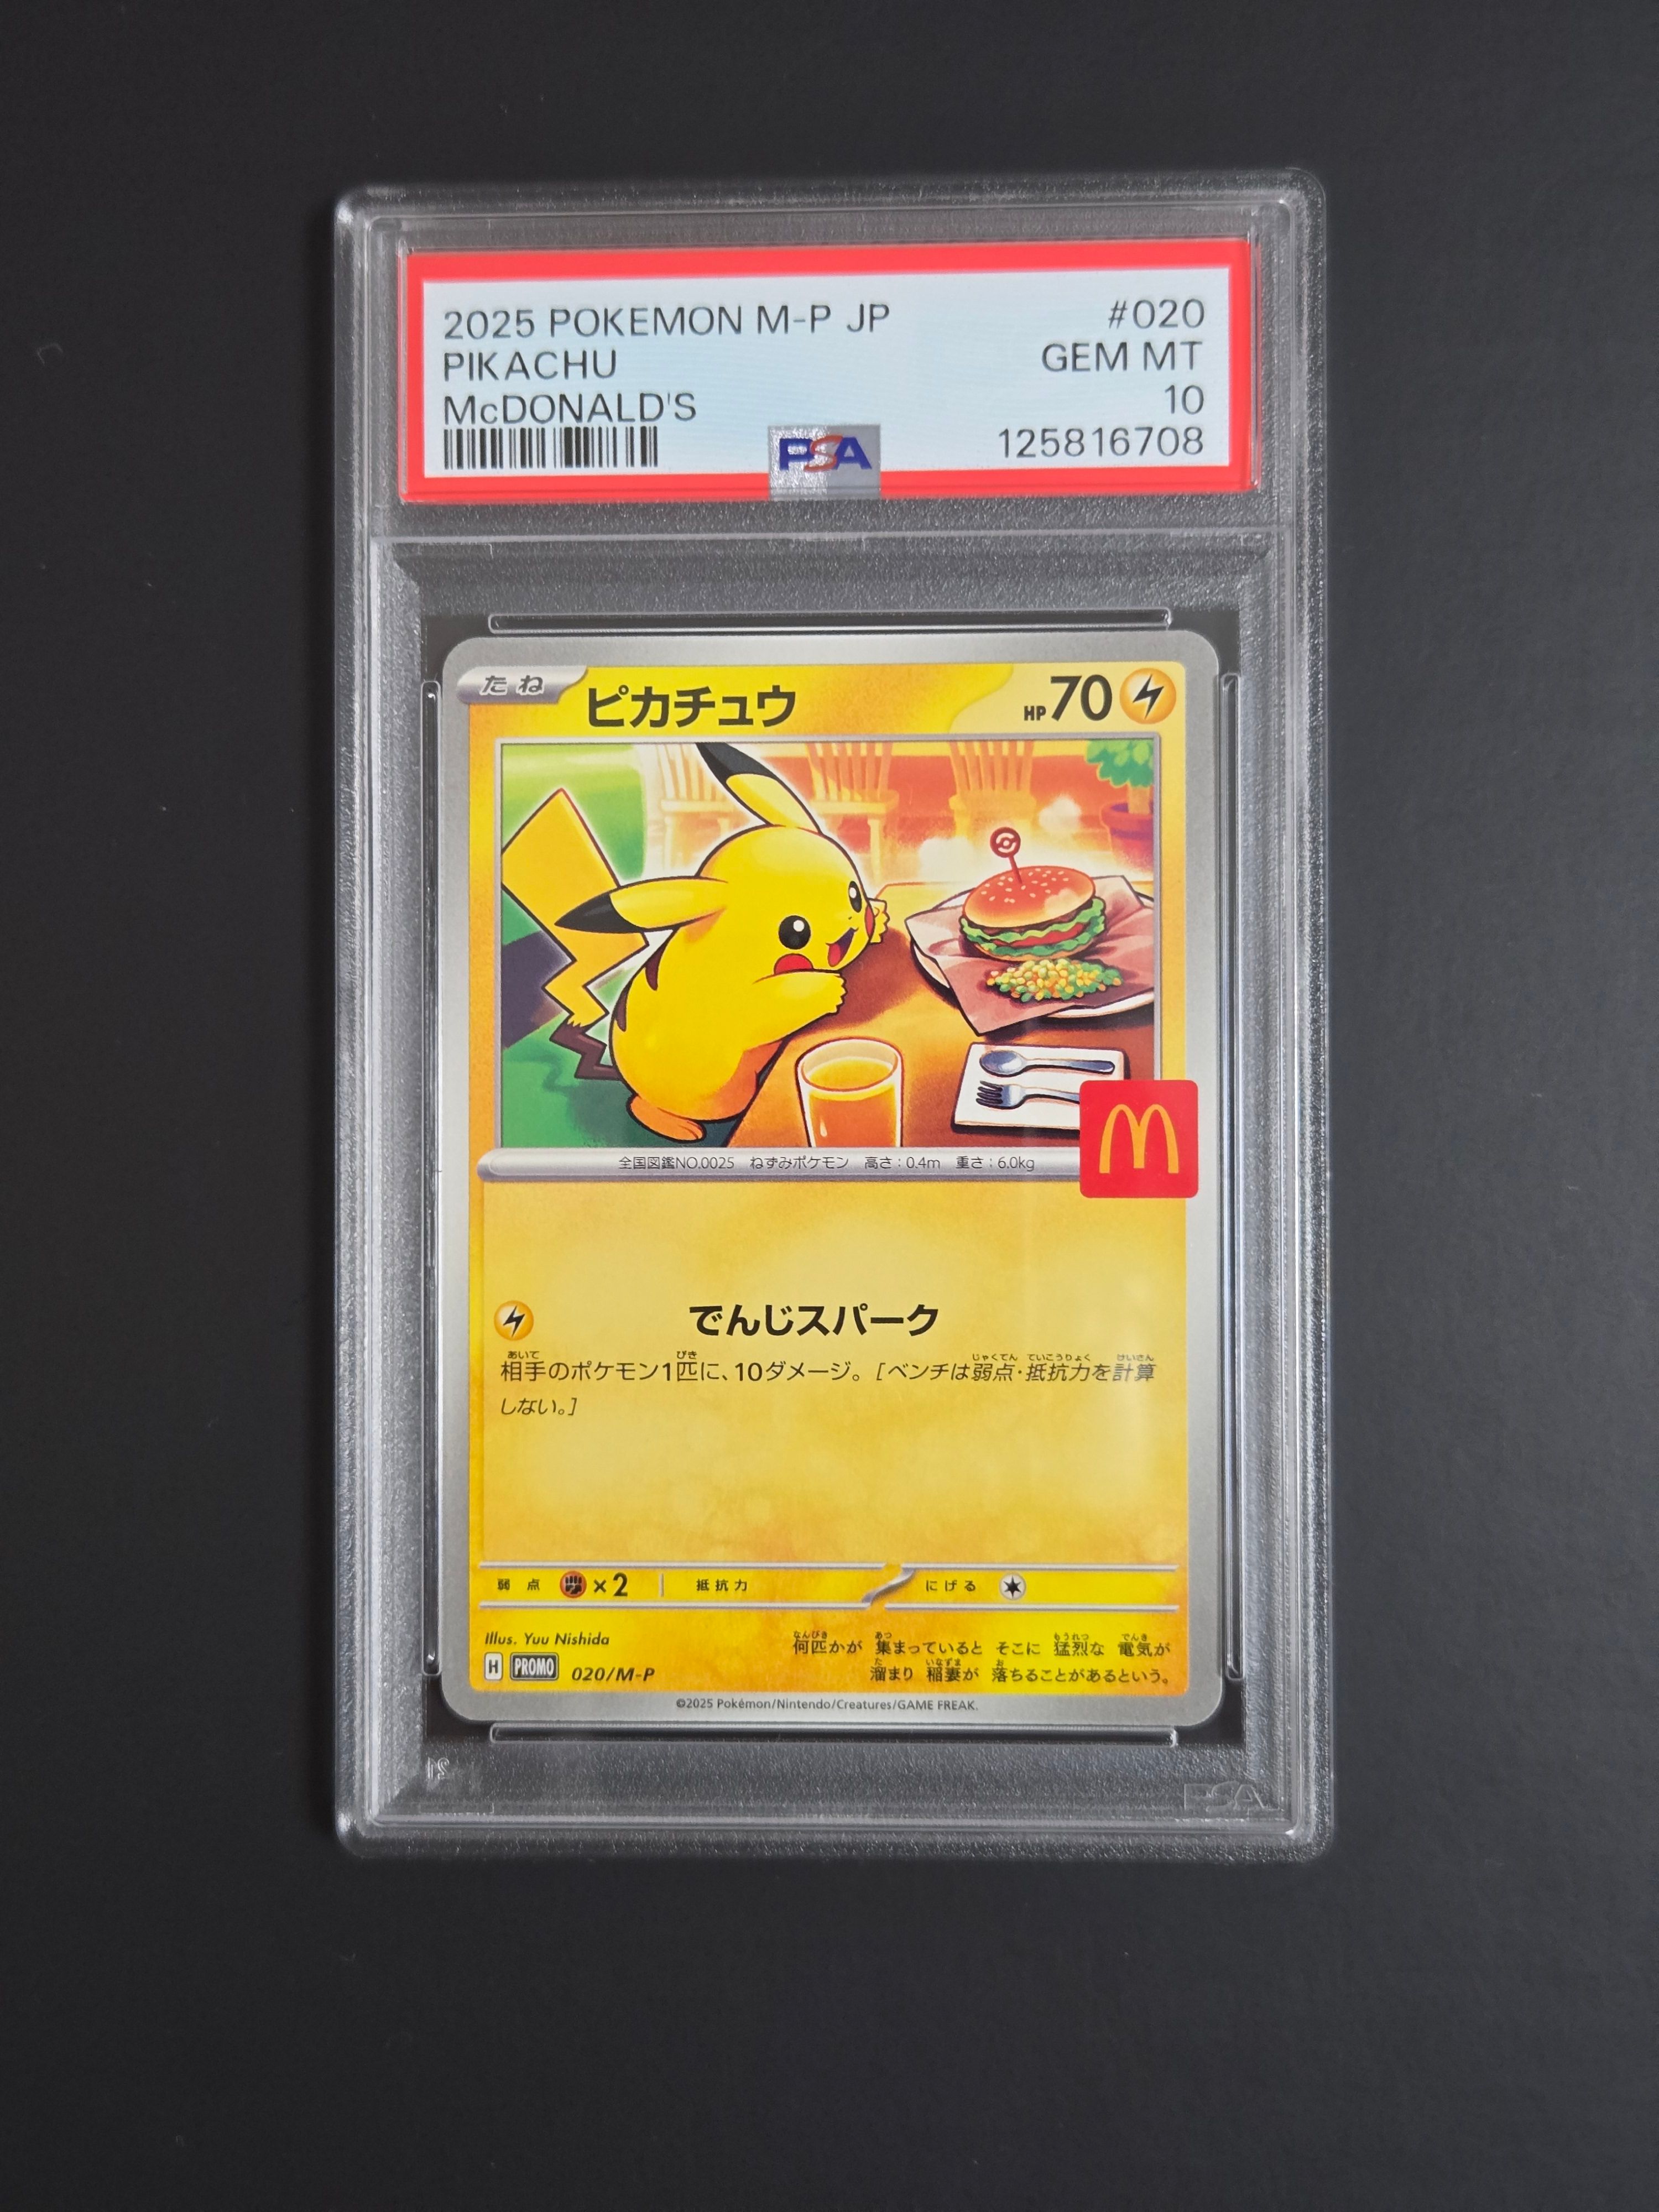 2025 POKEMON M-P JP #020
PIKACHU GEM MT
McDONALD'S 10
PSA 125816708
たね ピカチュウ HP70
M
全国図鑑NO.0025 ねずみポケモン 高さ:0.4m 重さ:6.0kg
でんじスパーク
相手のポケモン1匹に、10ダメージ。[ベンチは弱点・抵抗力を計算
しない。]
弱点 ×2 抵抗力 にげる
Illus. Yuu Nishida
H PROMO 020/M-P
何匹かが 集まっていると そこに 猛烈な 電気が
溜まり 稲妻が 落ちることがあるという。
©2025 Pokémon/Nintendo/Creatures/GAME FREAK.
PSA